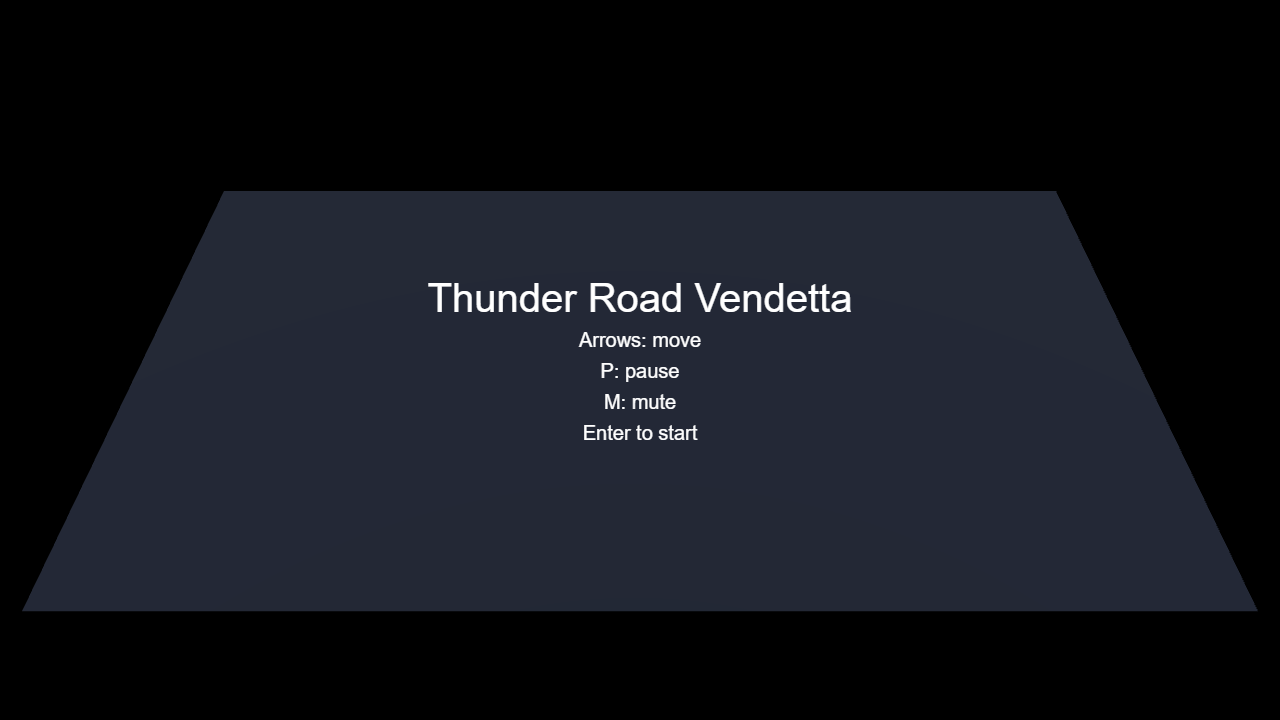 Thunder Road Vendetta
Arrows: move
P: pause
M: mute
Enter to start